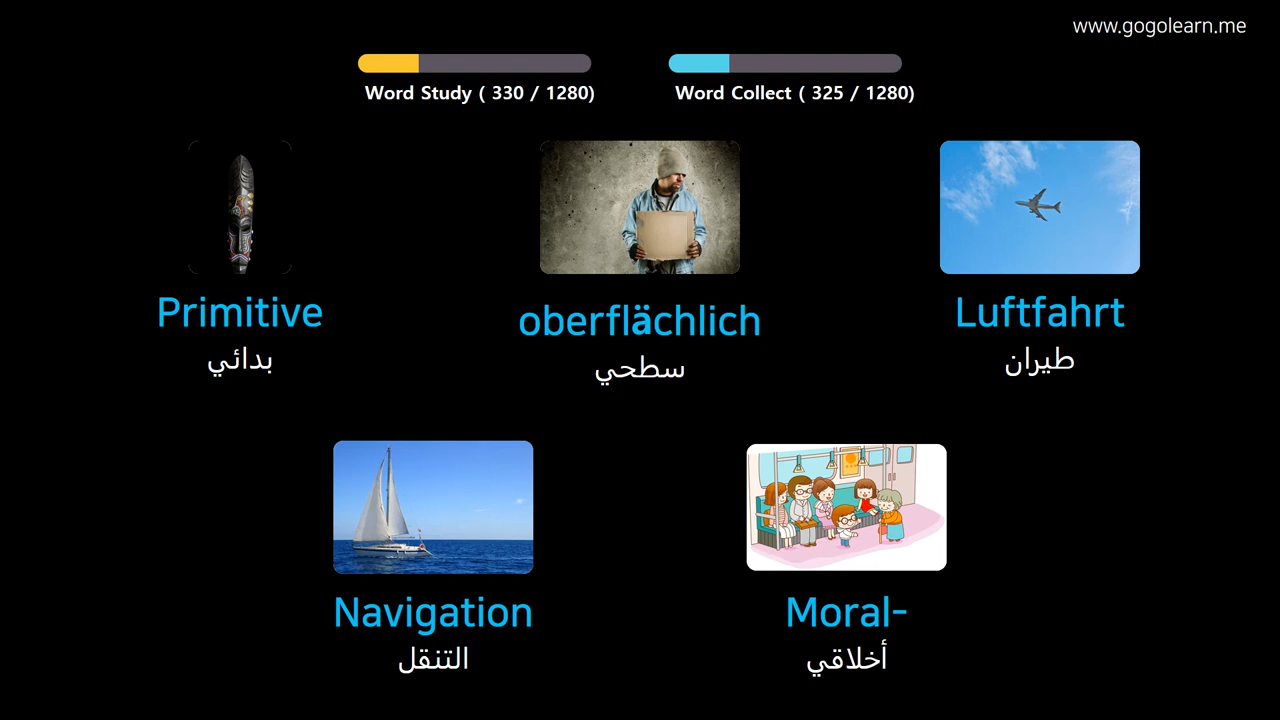 www.gogolearn.me
Word Study ( 330 / 1280)
Word Collect ( 325 / 1280)
Primitive
بدائي
oberflächlich
سطحي
Luftfahrt
طيران
Navigation
التنقل
Moral-
أخلاقي